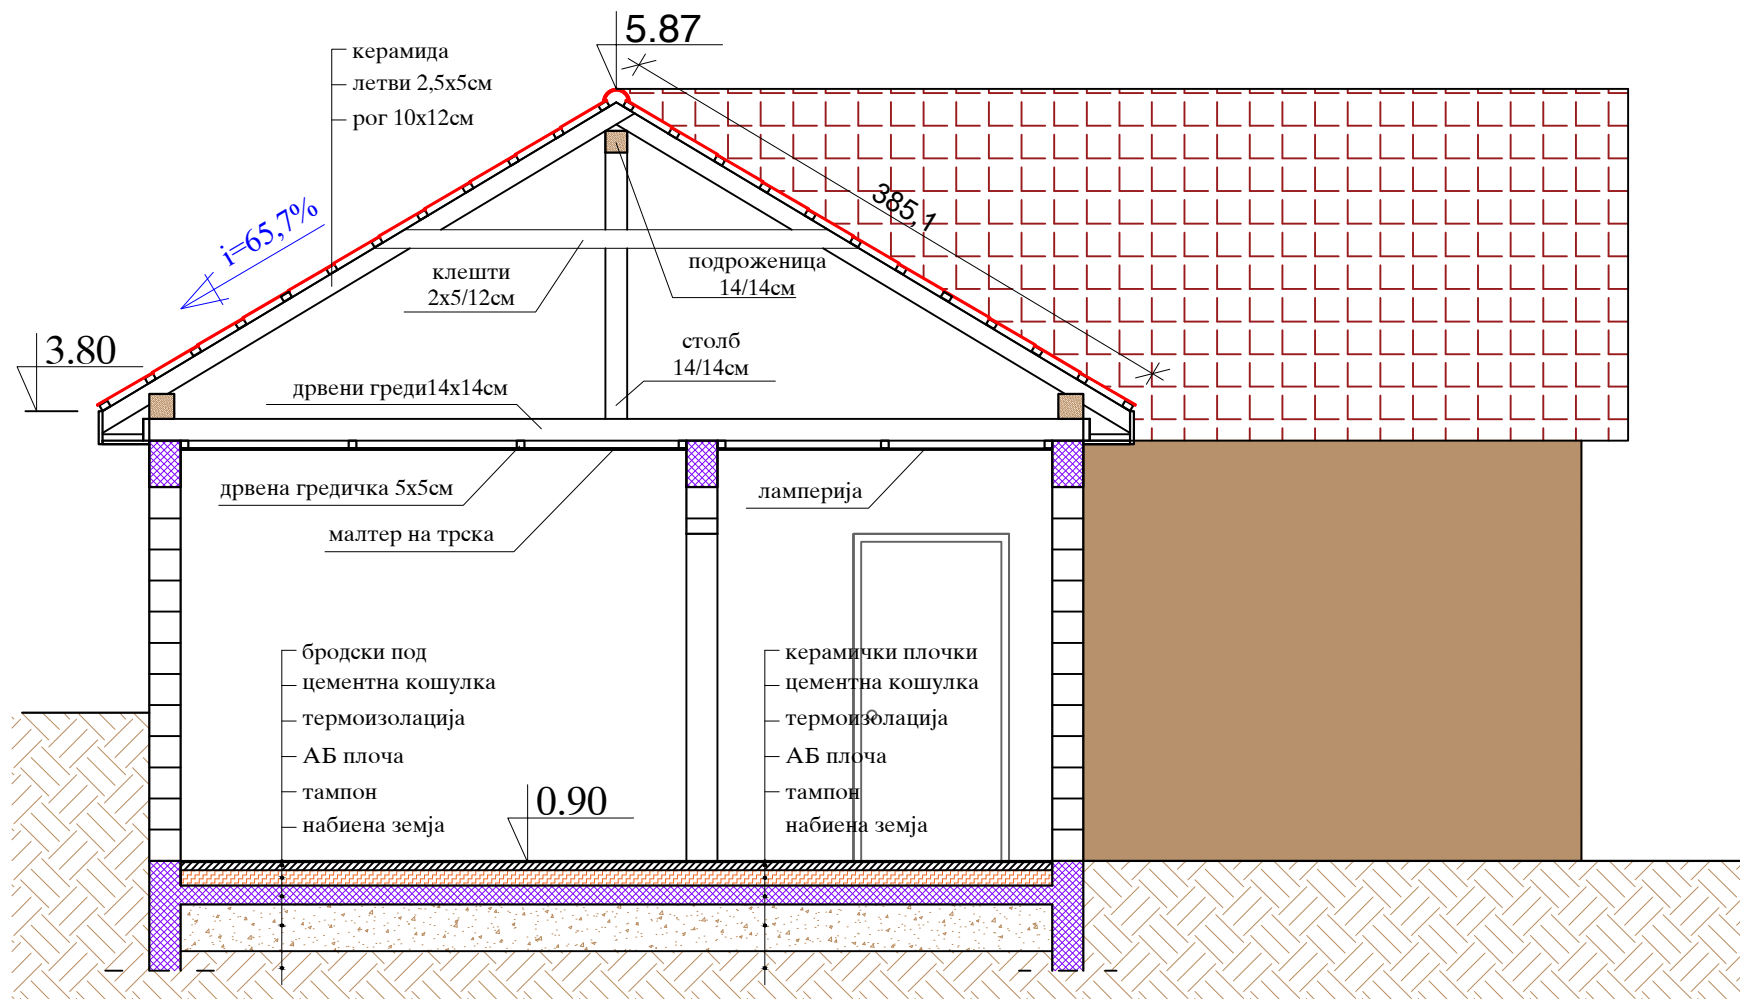 5.87
керамида
летви 2,5х5см
рог 10х12см
385,1
i=65,7%
подроженица
14/14см
клешти
2х5/12см
3.80
столб
14/14см
дрвени греди14х14см
дрвена гредичка 5х5см
ламперија
малтер на трска
бродски под
цементна кошулка
термоизолација
АБ плоча
тампон
набиена земја
керамички плочки
цементна кошулка
термоизолација
АБ плоча
тампон
набиена земја
0.90